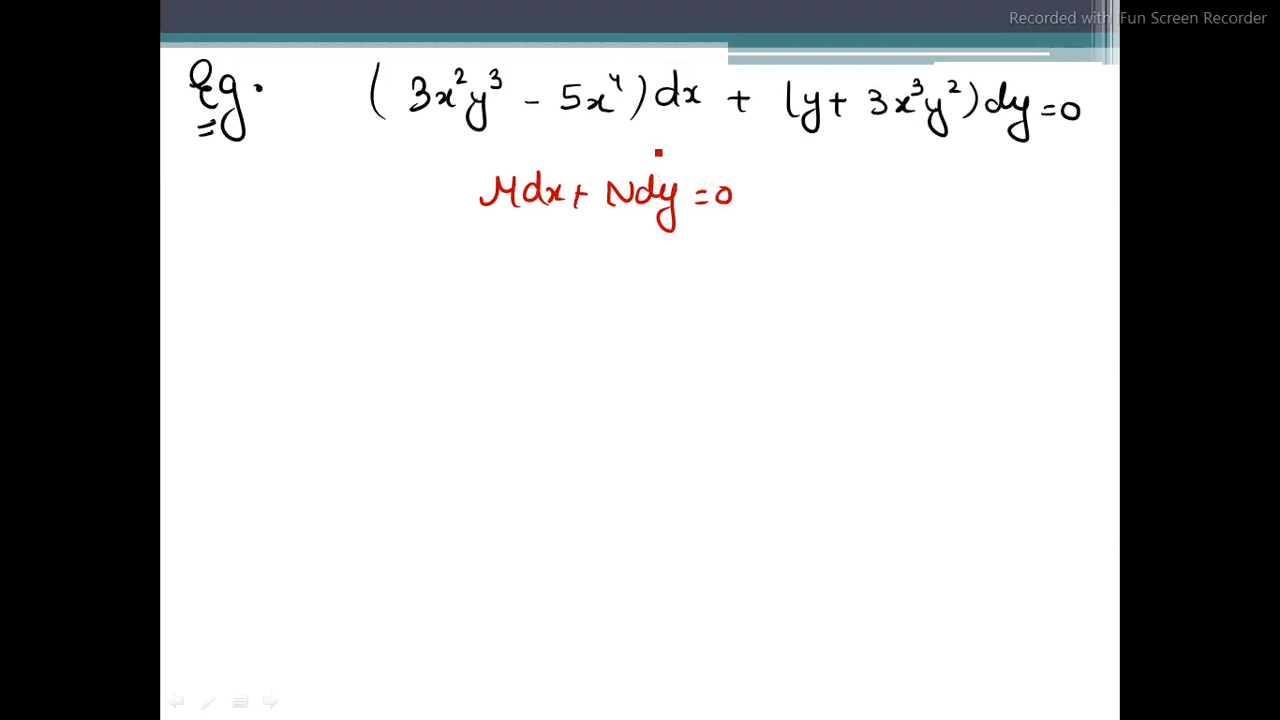 Recorded with Fun Screen Recorder
Eg. (3x²y³ - 5x⁴)dx + (y + 3x³y²)dy = 0
Mdx + Ndy = 0